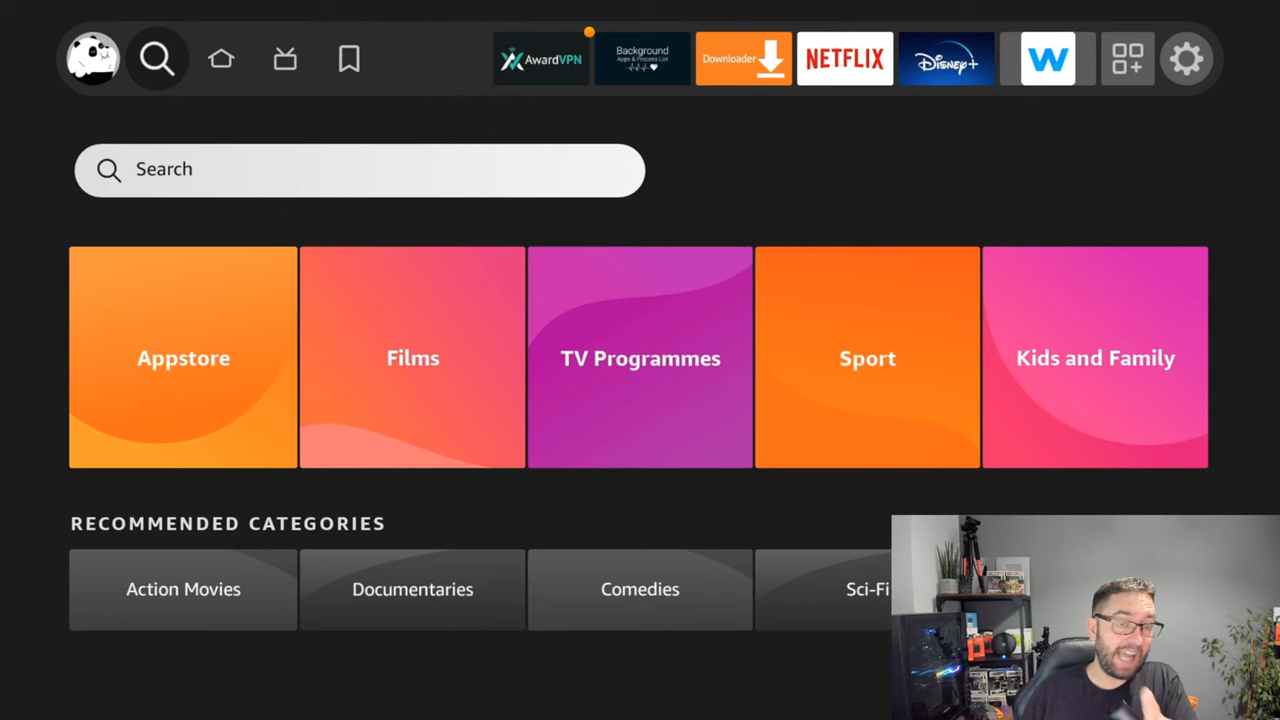 AwardVPN
Background
Apps & Process List
Downloader
NETFLIX
Disney+
W
Search
Appstore
Films
TV Programmes
Sport
Kids and Family
RECOMMENDED CATEGORIES
Action Movies
Documentaries
Comedies
Sci-Fi